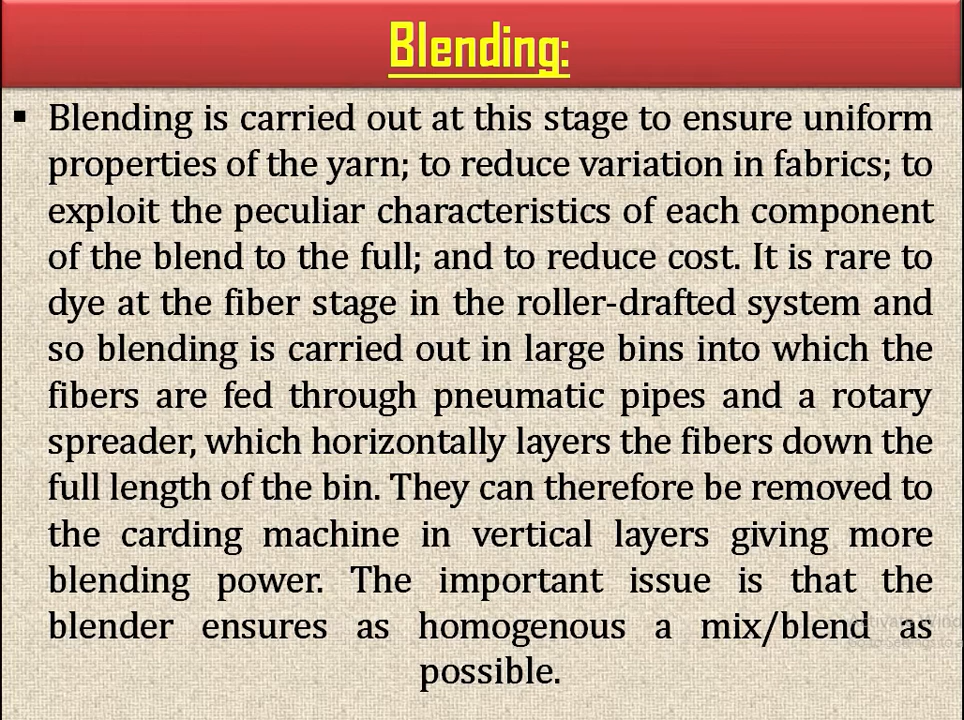 Blending:
▪ Blending is carried out at this stage to ensure uniform
properties of the yarn; to reduce variation in fabrics; to
exploit the peculiar characteristics of each component
of the blend to the full; and to reduce cost. It is rare to
dye at the fiber stage in the roller-drafted system and
so blending is carried out in large bins into which the
fibers are fed through pneumatic pipes and a rotary
spreader, which horizontally layers the fibers down the
full length of the bin. They can therefore be removed to
the carding machine in vertical layers giving more
blending power. The important issue is that the
blender ensures as homogenous a mix/blend as
possible.